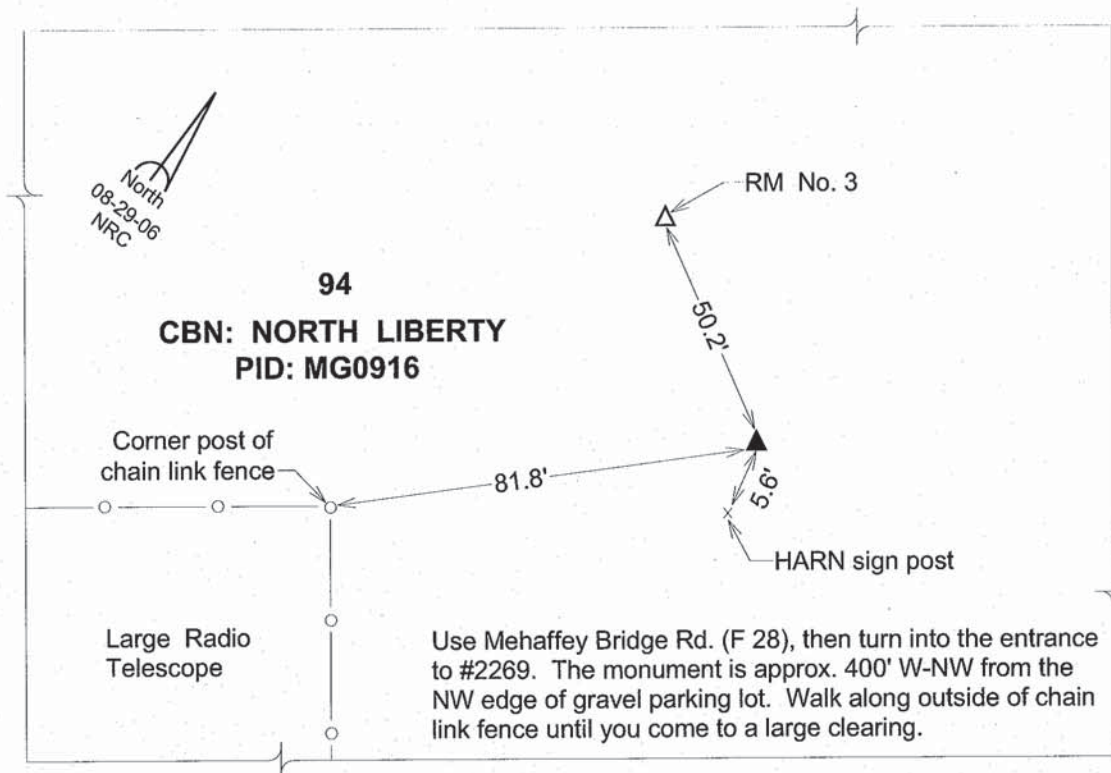 North
08-29-06
NRC
RM No. 3
94
CBN: NORTH LIBERTY
PID: MG0916
50.2'
Corner post of
chain link fence
81.8'
5.6'
HARN sign post
Large Radio
Telescope
Use Mehaffey Bridge Rd. (F 28), then turn into the entrance
to #2269. The monument is approx. 400' W-NW from the
NW edge of gravel parking lot. Walk along outside of chain
link fence until you come to a large clearing.